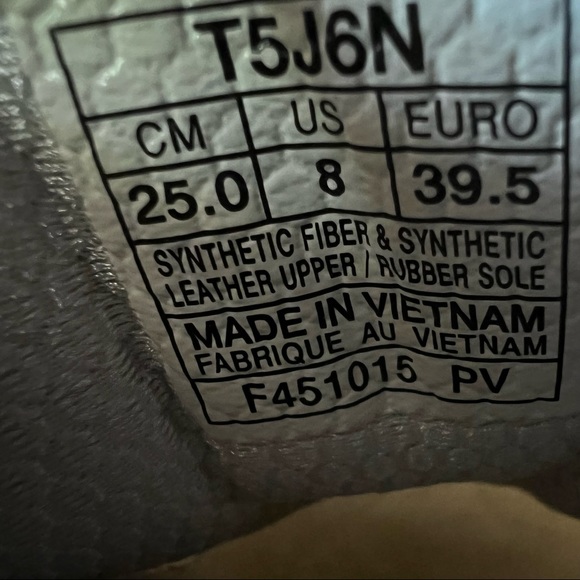 T5J6N
CM US EURO
25.0 8 39.5
SYNTHETIC FIBER & SYNTHETIC
LEATHER UPPER / RUBBER SOLE
MADE IN VIETNAM
FABRIQUE AU VIETNAM
F451015 PV